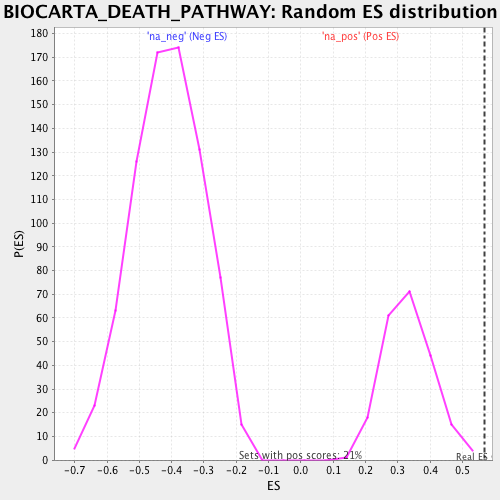 BIOCARTA_DEATH_PATHWAY: Random ES distribution
'na_neg' (Neg ES) 'na_pos' (Pos ES)
180
170
160
150
140
130
120
110
100
90
80
70
60
50
40
30
20
10
0
P(ES)
Sets with pos scores: 21%
Real ES
-0.7 -0.6 -0.5 -0.4 -0.3 -0.2 -0.1 0.0 0.1 0.2 0.3 0.4 0.5
ES